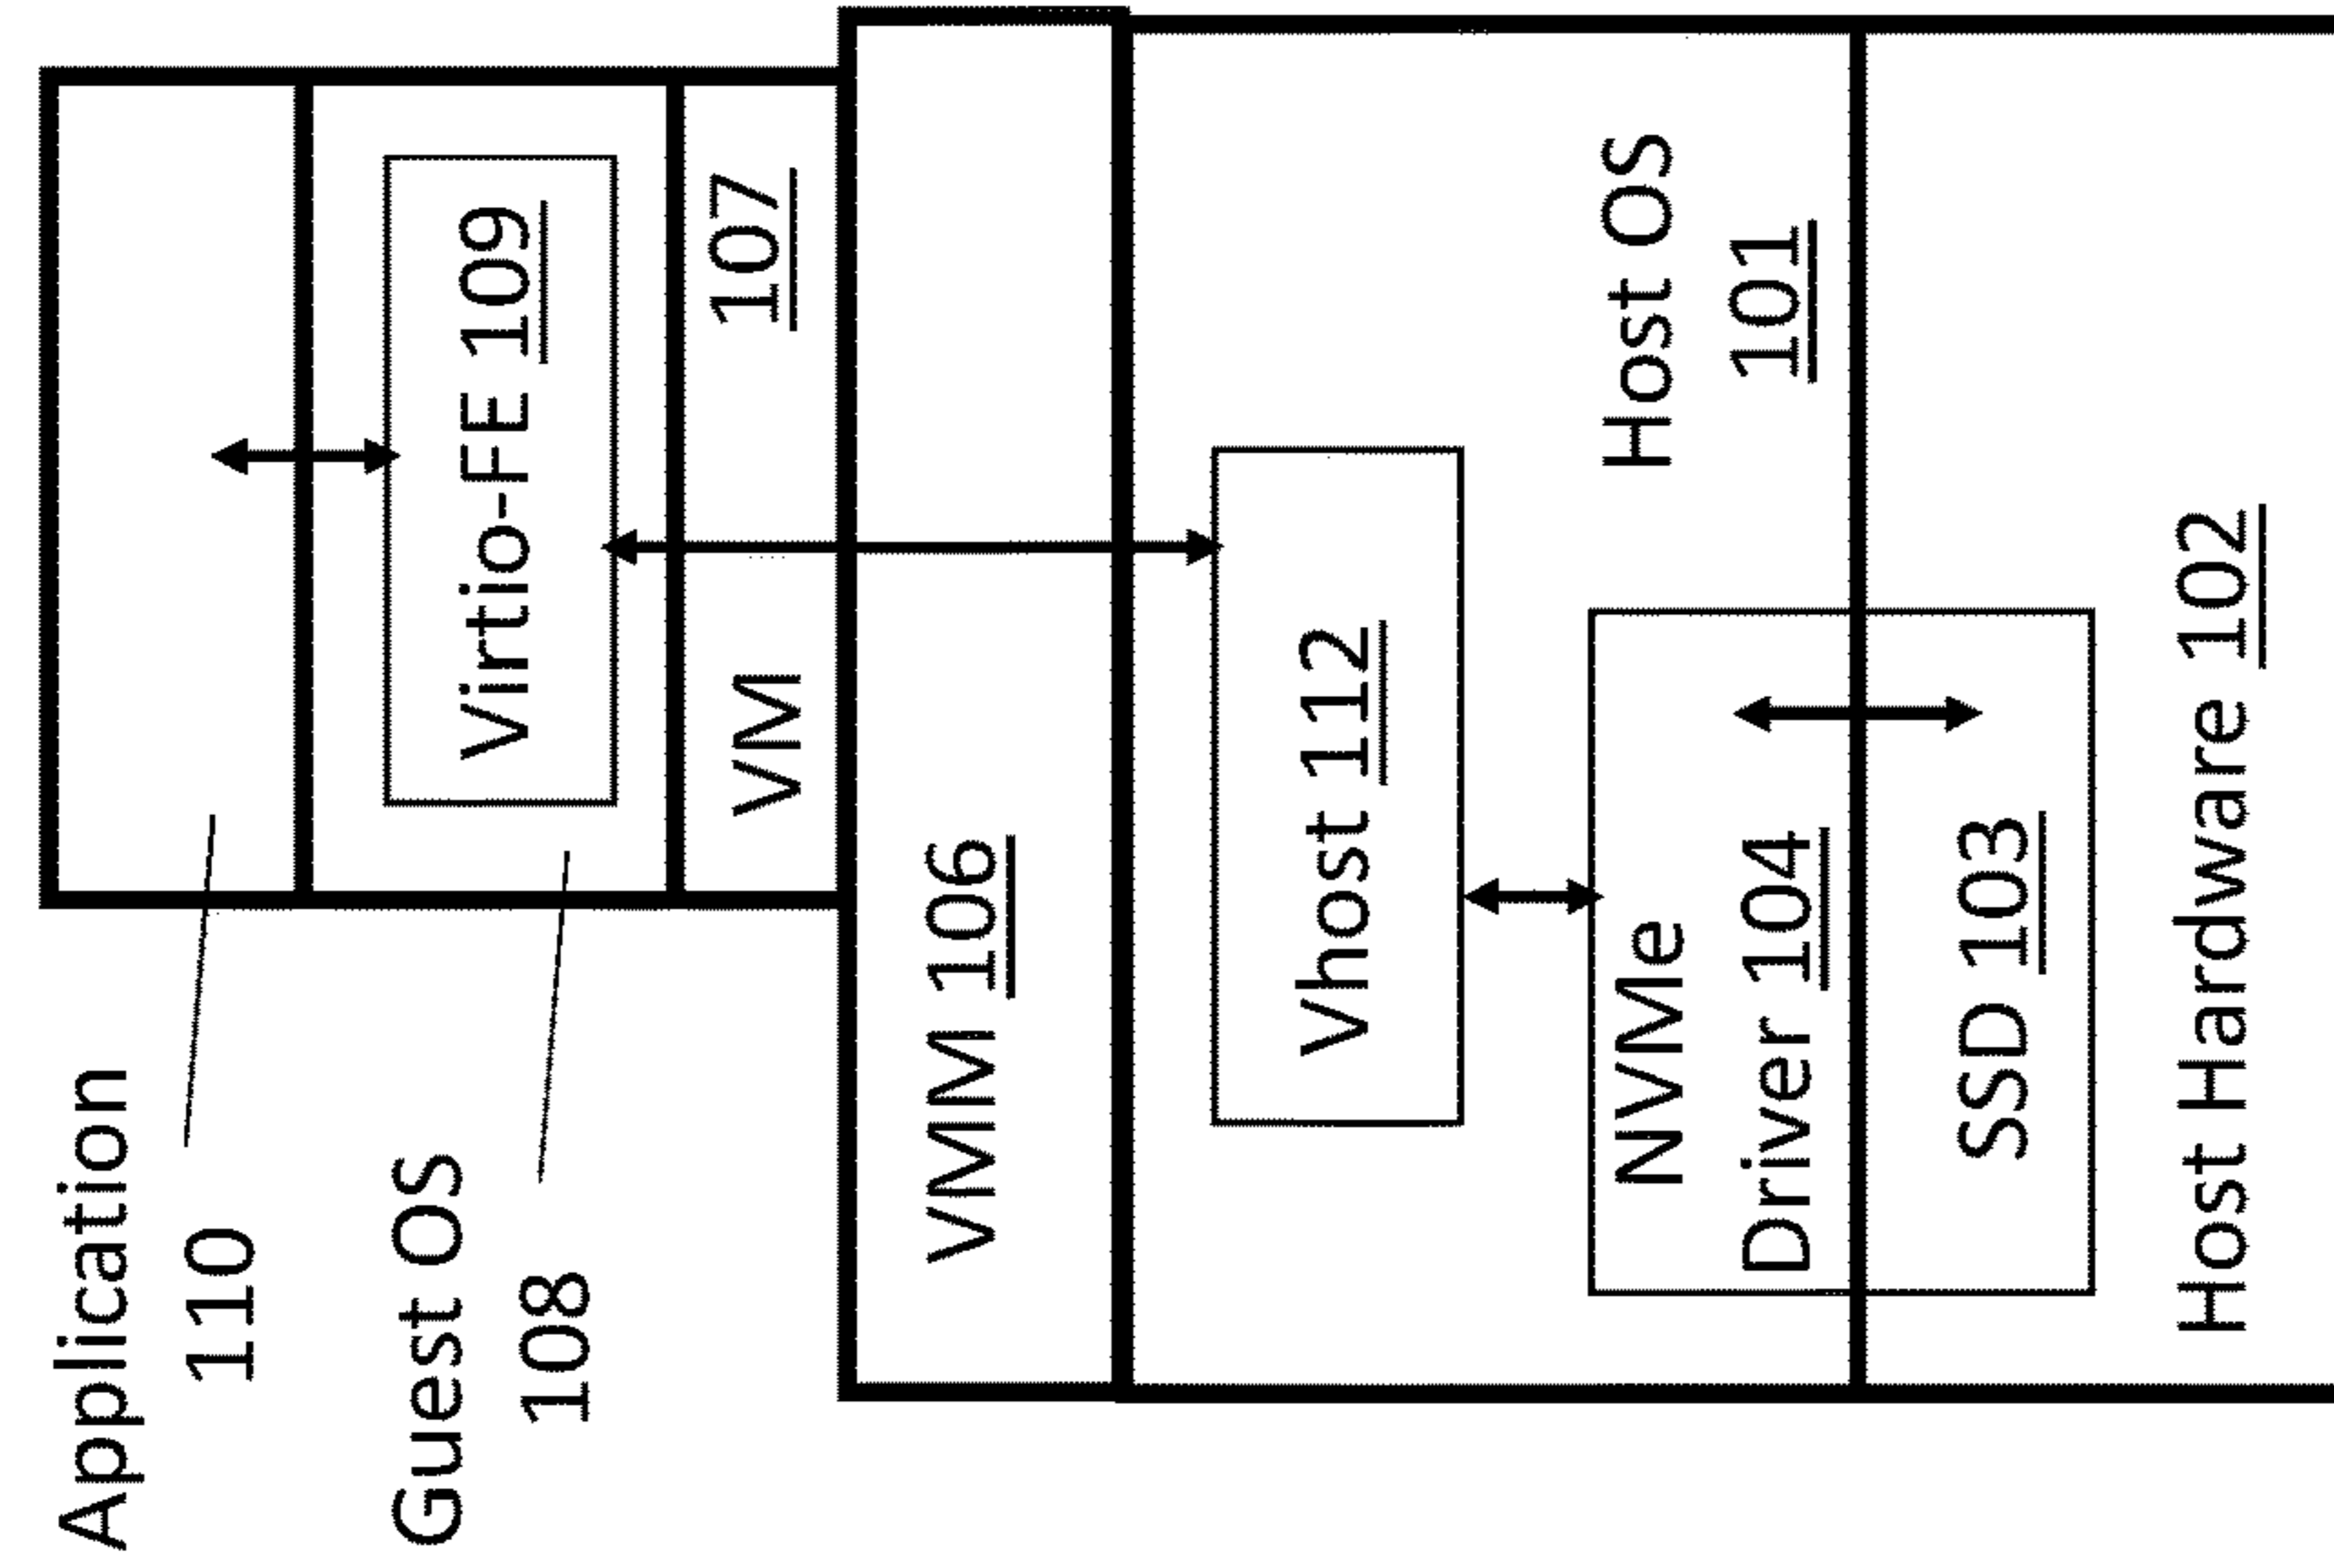 Application
110
Guest OS
108
Virtio-FE 109
VM
107
VMM 106
Vhost 112
Host OS
101
NVMe
Driver 104
SSD 103
Host Hardware 102